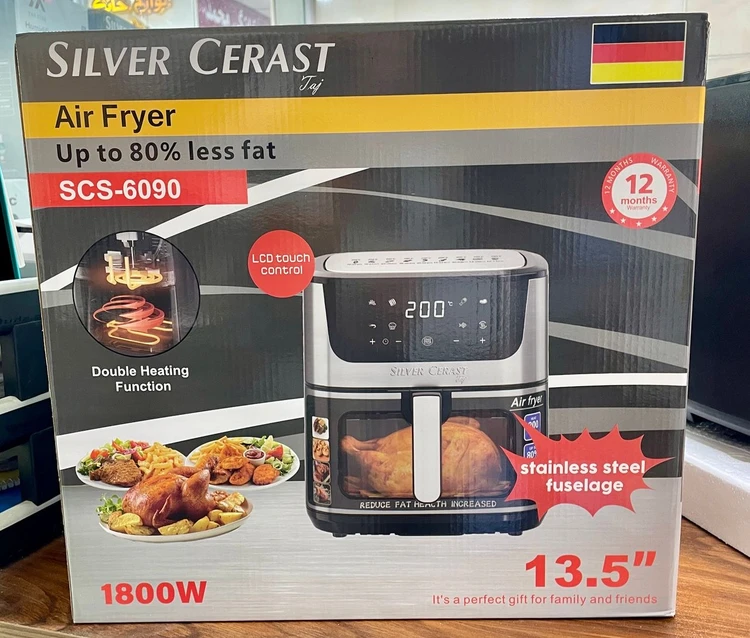 SILVER CERAST
Taj
Air Fryer
Up to 80% less fat
SCS-6090
12 MONTHS WARRANTY
12
months
Warranty
LCD touch
control
200°C
Double Heating
Function
SILVER CERAST
Air fryer
REDUCE FAT HEALTH INCREASED
stainless steel
fuselage
1800W
13.5"
It's a perfect gift for family and friends